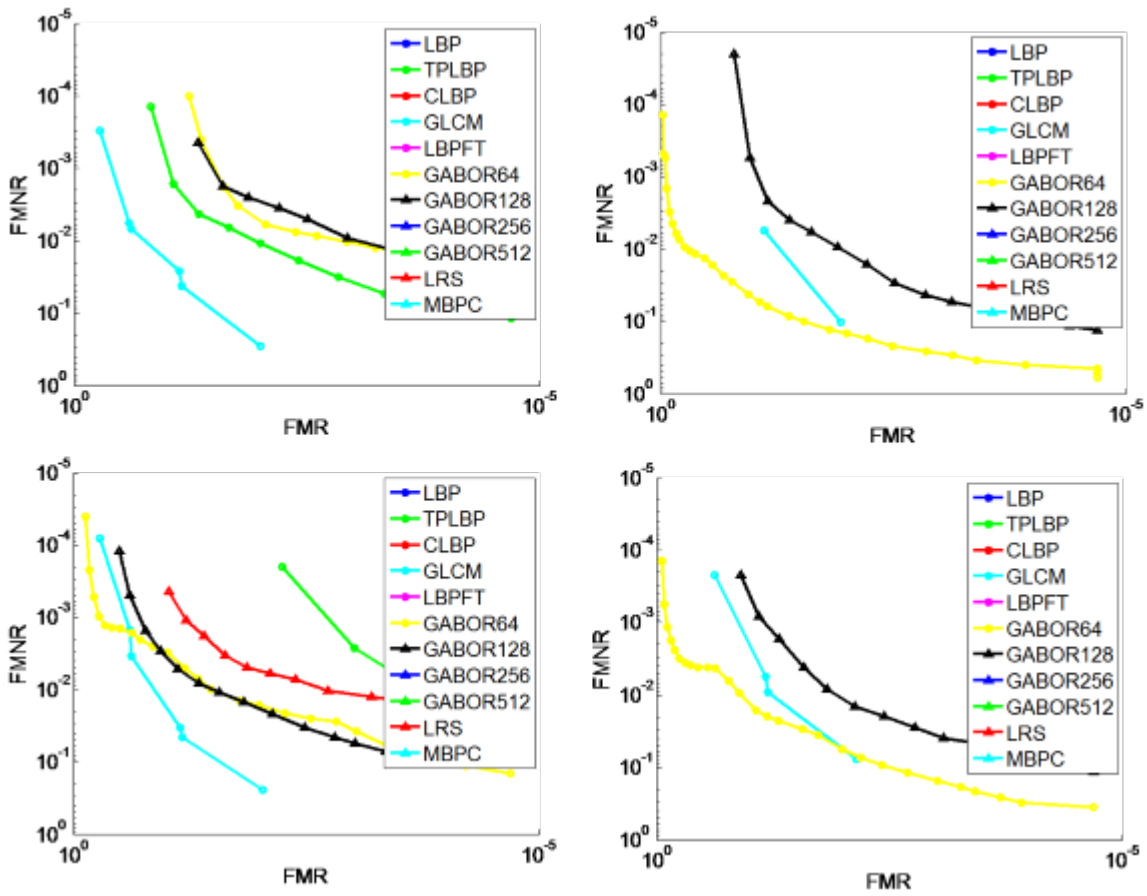 10^-5
10^-4
10^-3
10^-2
10^-1
10^0
FMNR
10^0
10^-5
FMR
LBP
TPLBP
CLBP
GLCM
LBPFT
GABOR64
GABOR128
GABOR256
GABOR512
LRS
MBPC
10^-5
10^-4
10^-3
10^-2
10^-1
10^0
FMNR
10^0
10^-5
FMR
LBP
TPLBP
CLBP
GLCM
LBPFT
GABOR64
GABOR128
GABOR256
GABOR512
LRS
MBPC
10^-5
10^-4
10^-3
10^-2
10^-1
10^0
FMNR
10^0
10^-5
FMR
LBP
TPLBP
CLBP
GLCM
LBPFT
GABOR64
GABOR128
GABOR256
GABOR512
LRS
MBPC
10^-5
10^-4
10^-3
10^-2
10^-1
10^0
FMNR
10^0
10^-5
FMR
LBP
TPLBP
CLBP
GLCM
LBPFT
GABOR64
GABOR128
GABOR256
GABOR512
LRS
MBPC